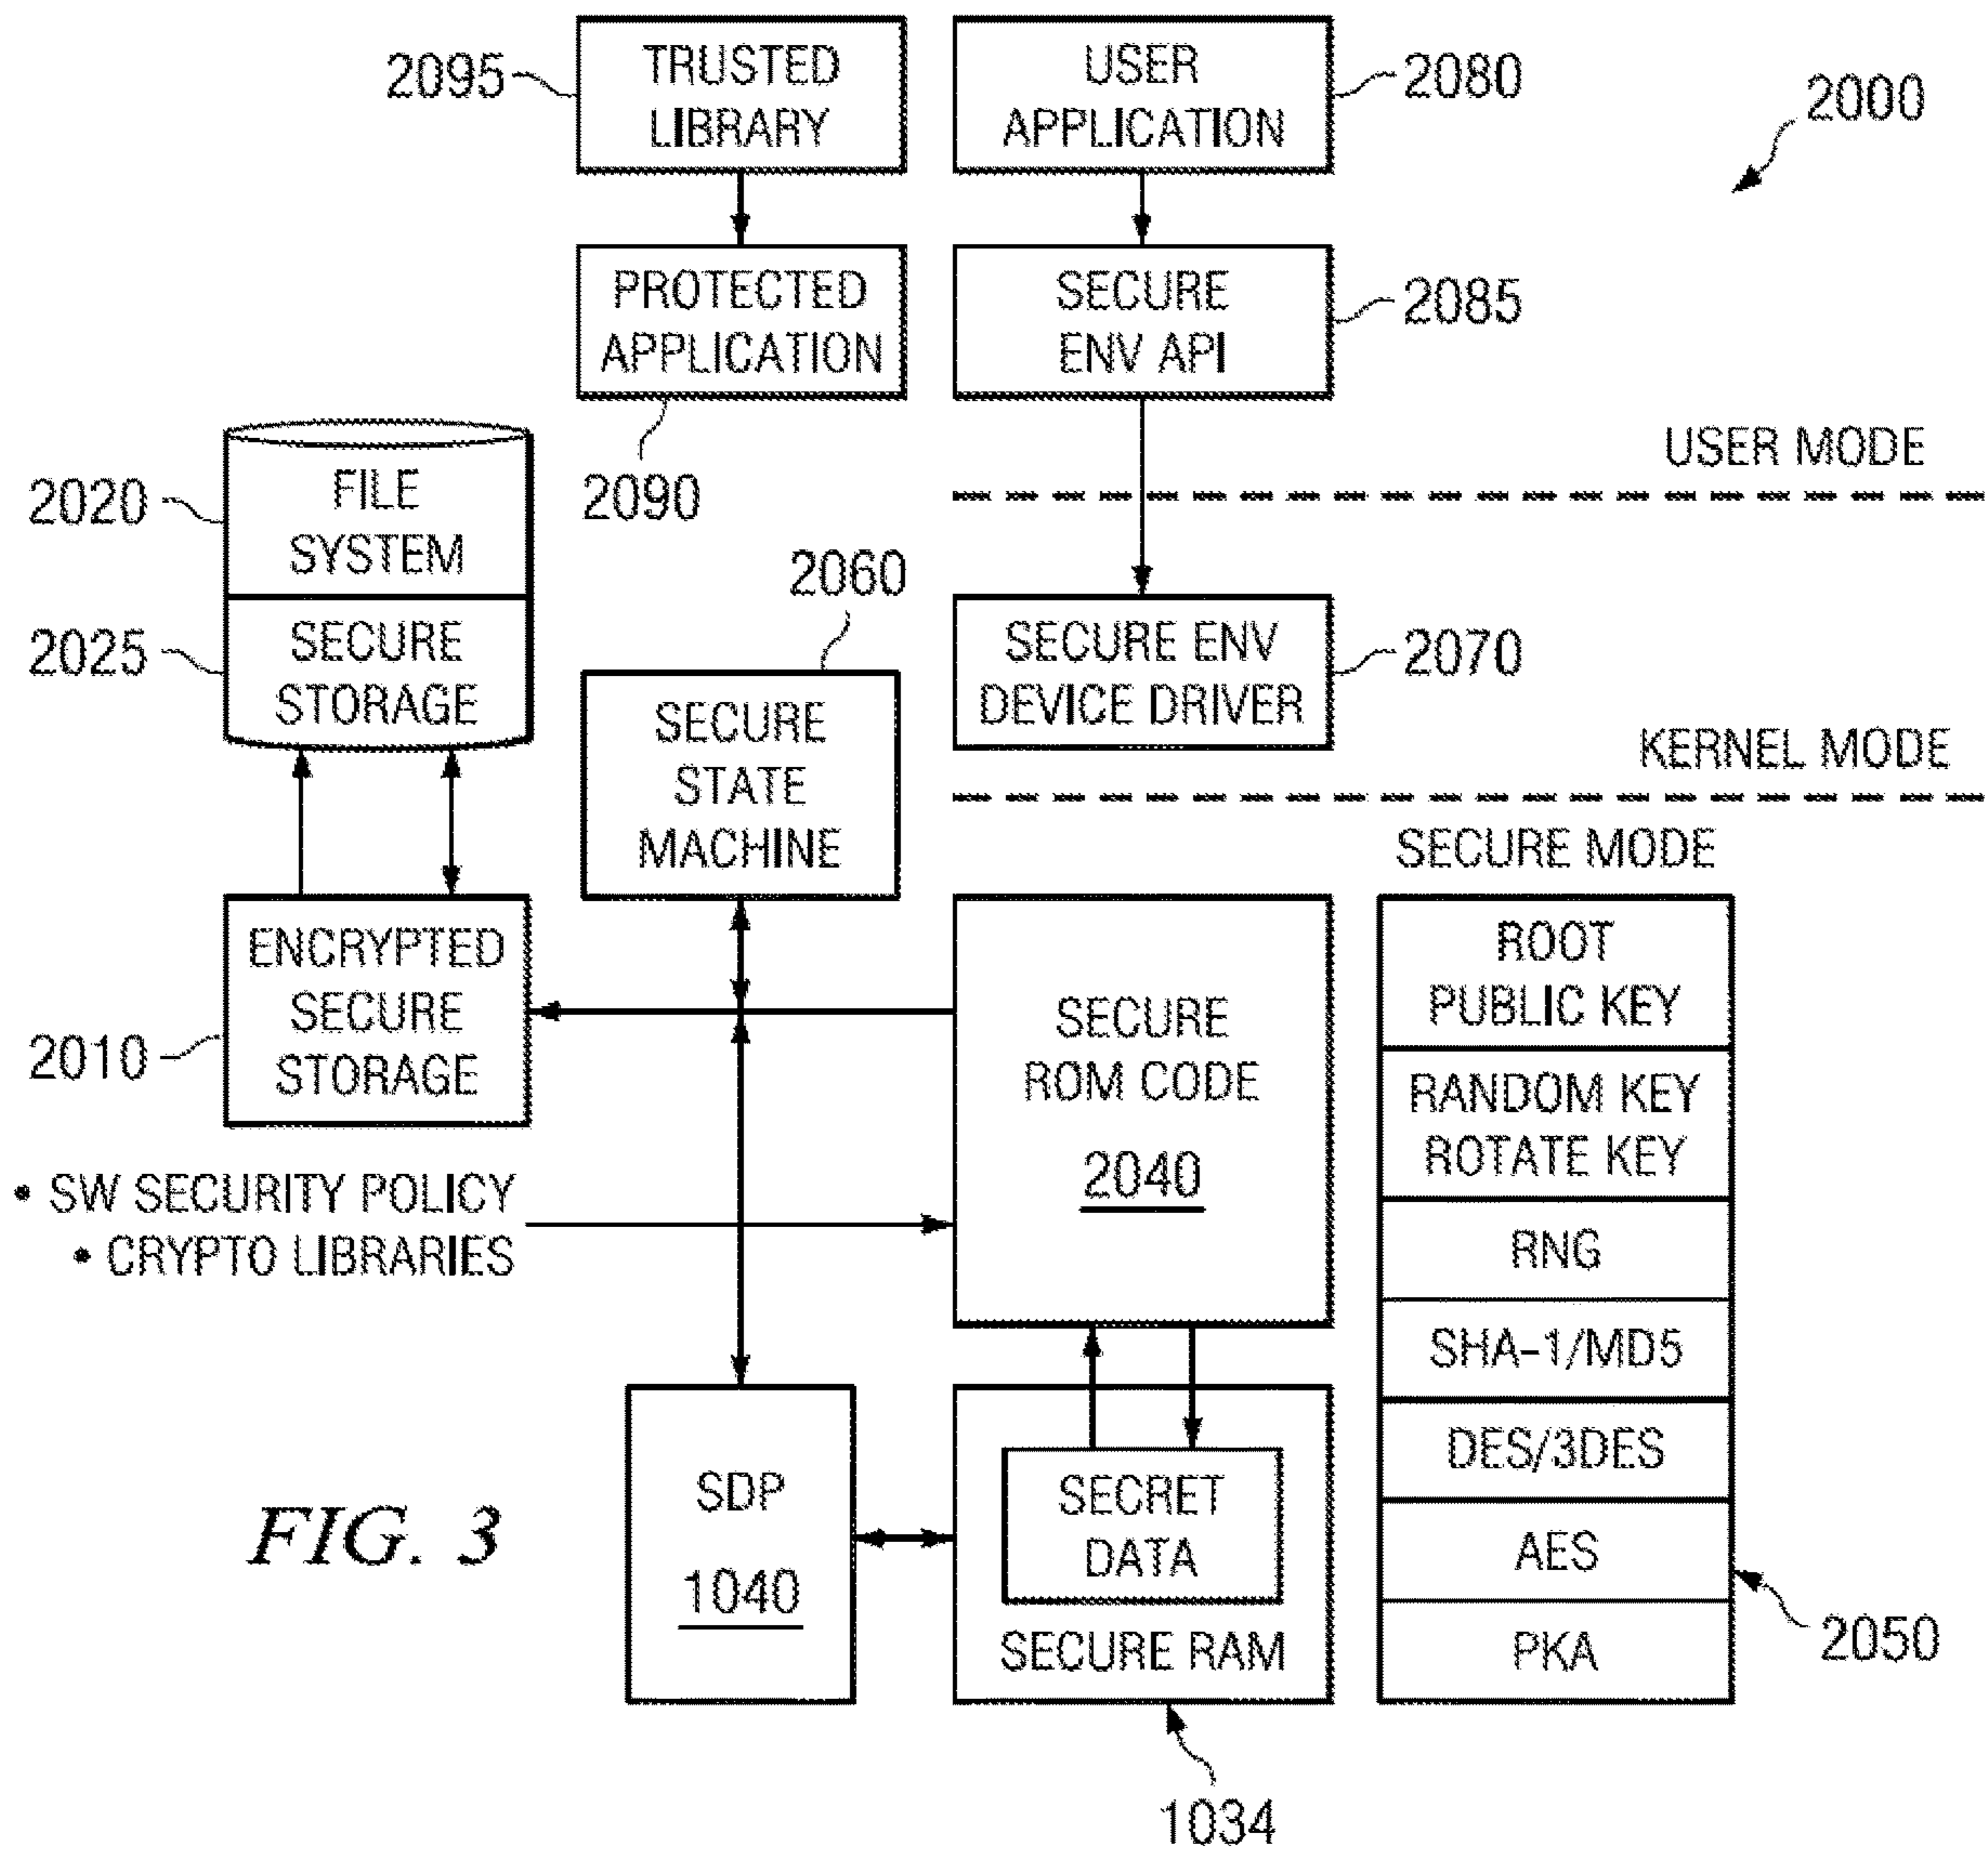 2095
TRUSTED
LIBRARY
USER
APPLICATION
2080
2000
PROTECTED
APPLICATION
2090
SECURE
ENV API
2085
USER MODE
2020
FILE
SYSTEM
2025
SECURE
STORAGE
2060
SECURE
STATE
MACHINE
SECURE ENV
DEVICE DRIVER
2070
KERNEL MODE
SECURE MODE
2010
ENCRYPTED
SECURE
STORAGE
SECURE
ROM CODE
2040
• SW SECURITY POLICY
• CRYPTO LIBRARIES
ROOT
PUBLIC KEY
RANDOM KEY
ROTATE KEY
RNG
SHA-1/MD5
DES/3DES
AES
PKA
2050
SDP
1040
SECRET
DATA
SECURE RAM
1034
FIG. 3